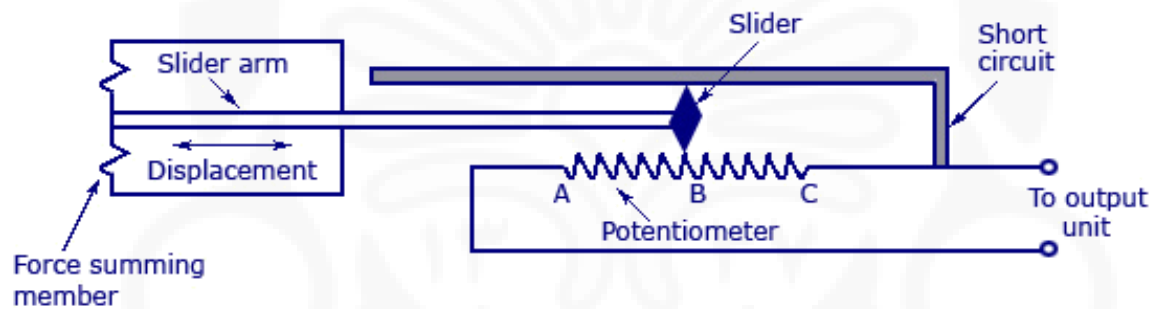 Slider
Short
circuit
Slider arm
Displacement
A
B
C
To output
unit
Potentiometer
Force summing
member